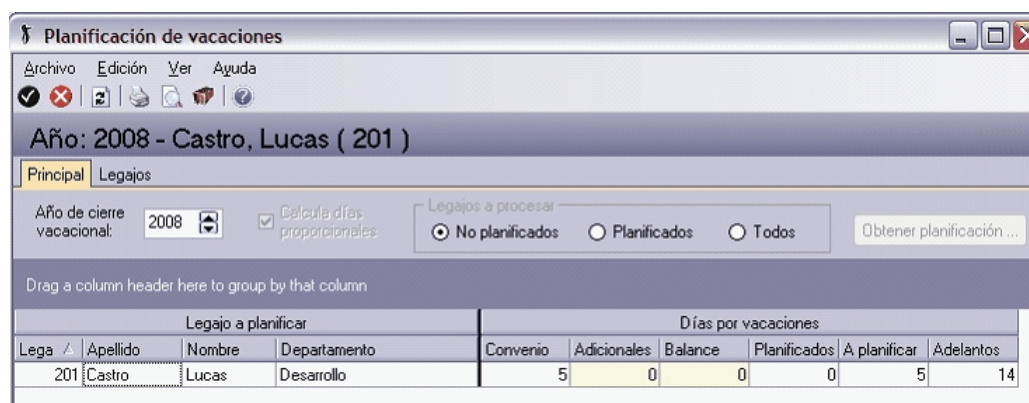 Planificación de vacaciones
Archivo Edición Ver Ayuda
Año: 2008 - Castro, Lucas ( 201 )
Principal Legajos
Año de cierre vacacional: 2008 Calcula días proporcionales
Legajos a procesar
No planificados Planificados Todos
Obtener planificación ...
Drag a column header here to group by that column
Legajo a planificar Días por vacaciones
Lega Apellido Nombre Departamento Convenio Adicionales Balance Planificados A planificar Adelantos
201 Castro Lucas Desarrollo 5 0 0 0 5 14